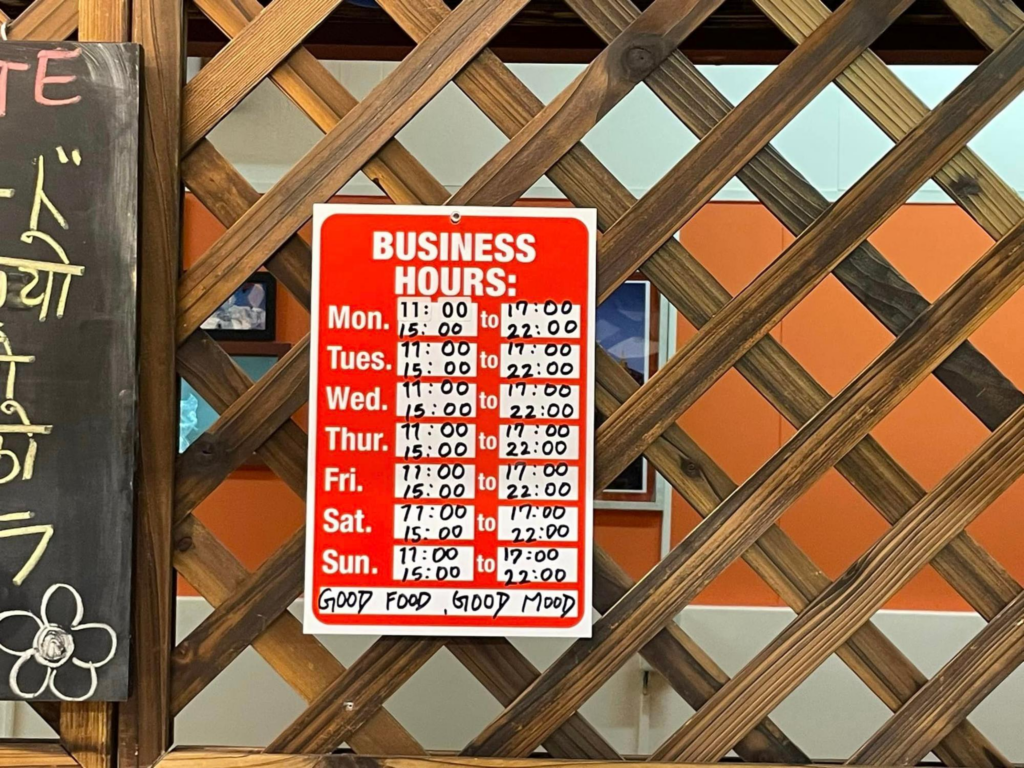 BUSINESS
HOURS:
Mon. 11:00 to 17:00
15:00 22:00
Tues. 11:00 to 17:00
15:00 22:00
Wed. 11:00 to 17:00
15:00 22:00
Thur. 11:00 to 17:00
15:00 22:00
Fri. 11:00 to 17:00
15:00 22:00
Sat. 11:00 to 17:00
15:00 22:00
Sun. 11:00 to 17:00
15:00 22:00
GOOD FOOD, GOOD MOOD